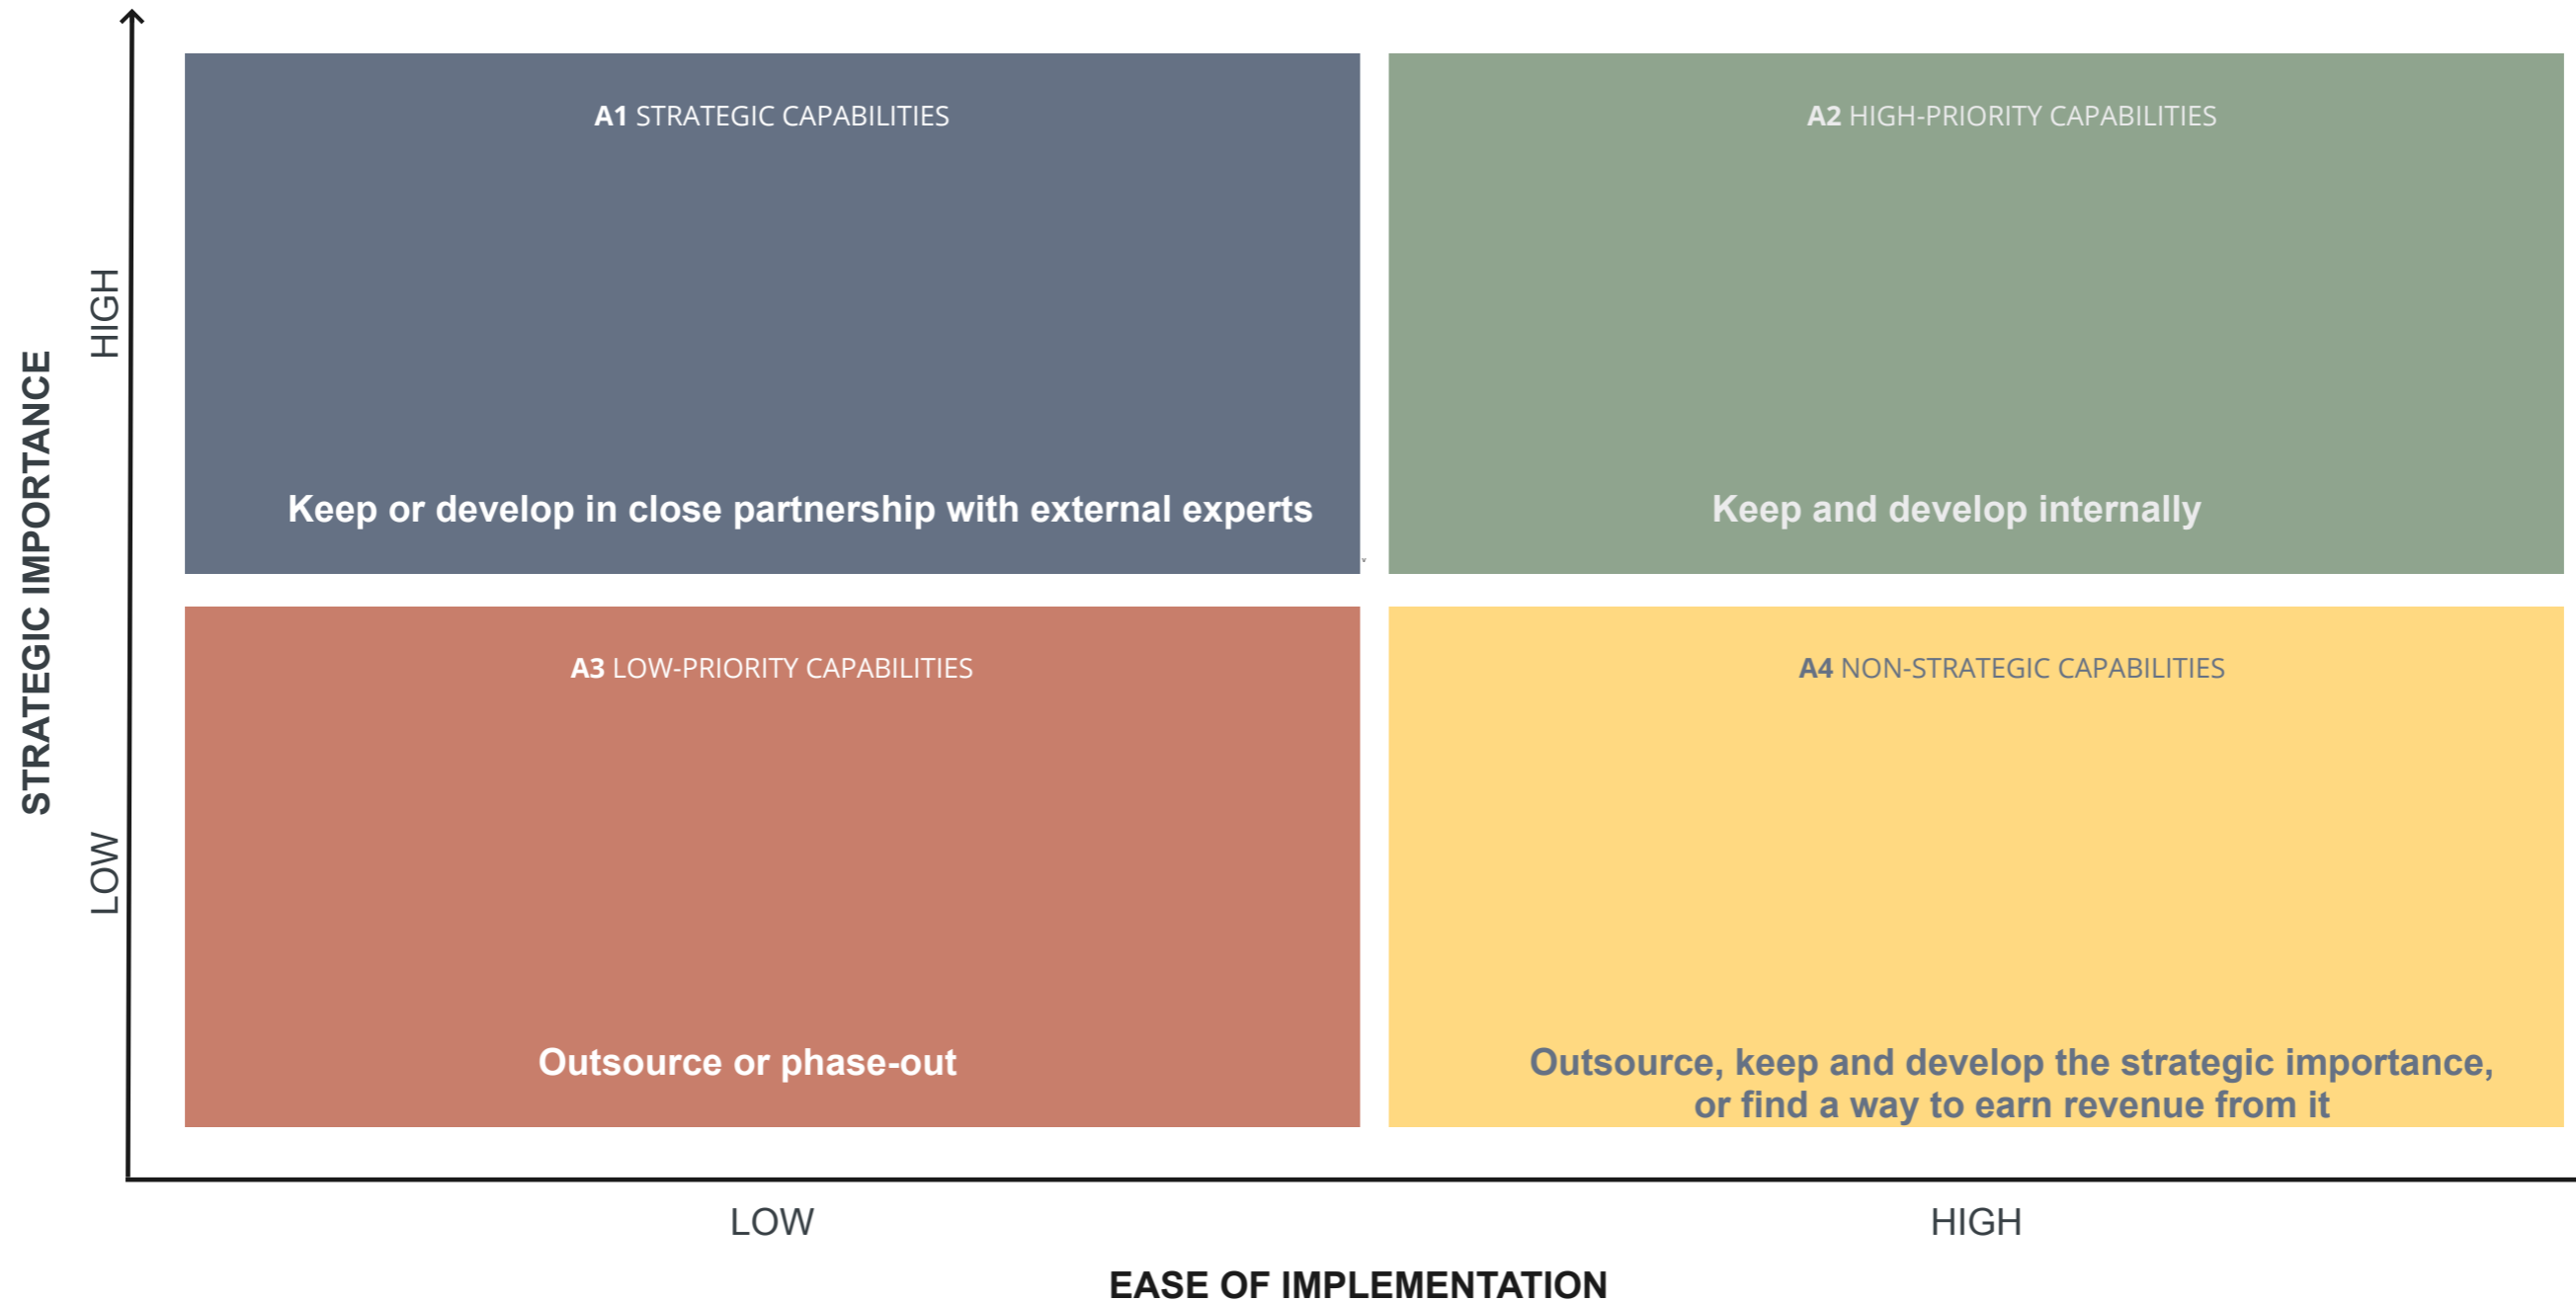 A1 STRATEGIC CAPABILITIES
A2 HIGH-PRIORITY CAPABILITIES
HIGH
STRATEGIC IMPORTANCE
Keep or develop in close partnership with external experts
Keep and develop internally
A3 LOW-PRIORITY CAPABILITIES
A4 NON-STRATEGIC CAPABILITIES
LOW
Outsource or phase-out
Outsource, keep and develop the strategic importance,
or find a way to earn revenue from it
LOW
HIGH
EASE OF IMPLEMENTATION